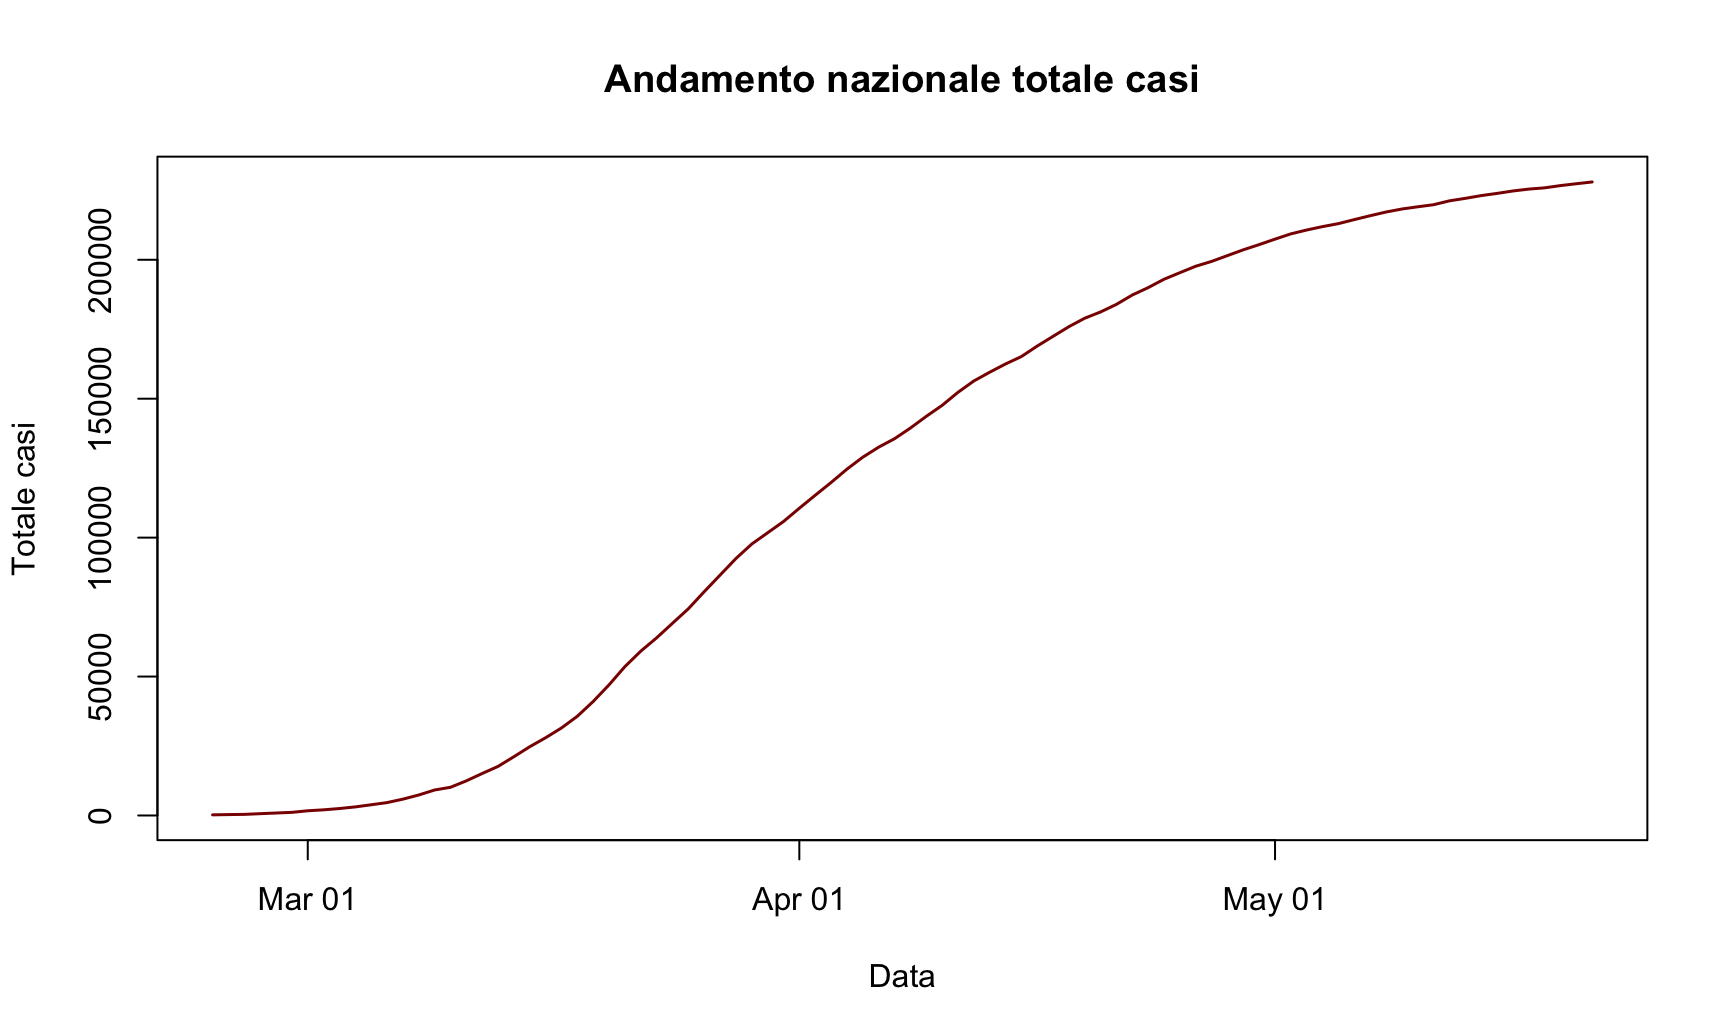 Andamento nazionale totale casi
Totale casi
200000
150000
100000
50000
0
Mar 01
Apr 01
May 01
Data